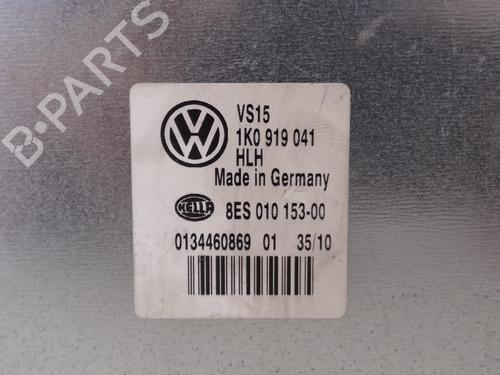 B-PARTS
VS15
1K0 919 041
HLH
Made in Germany
HELLA
8ES 010 153-00
0134460869 01 35/10